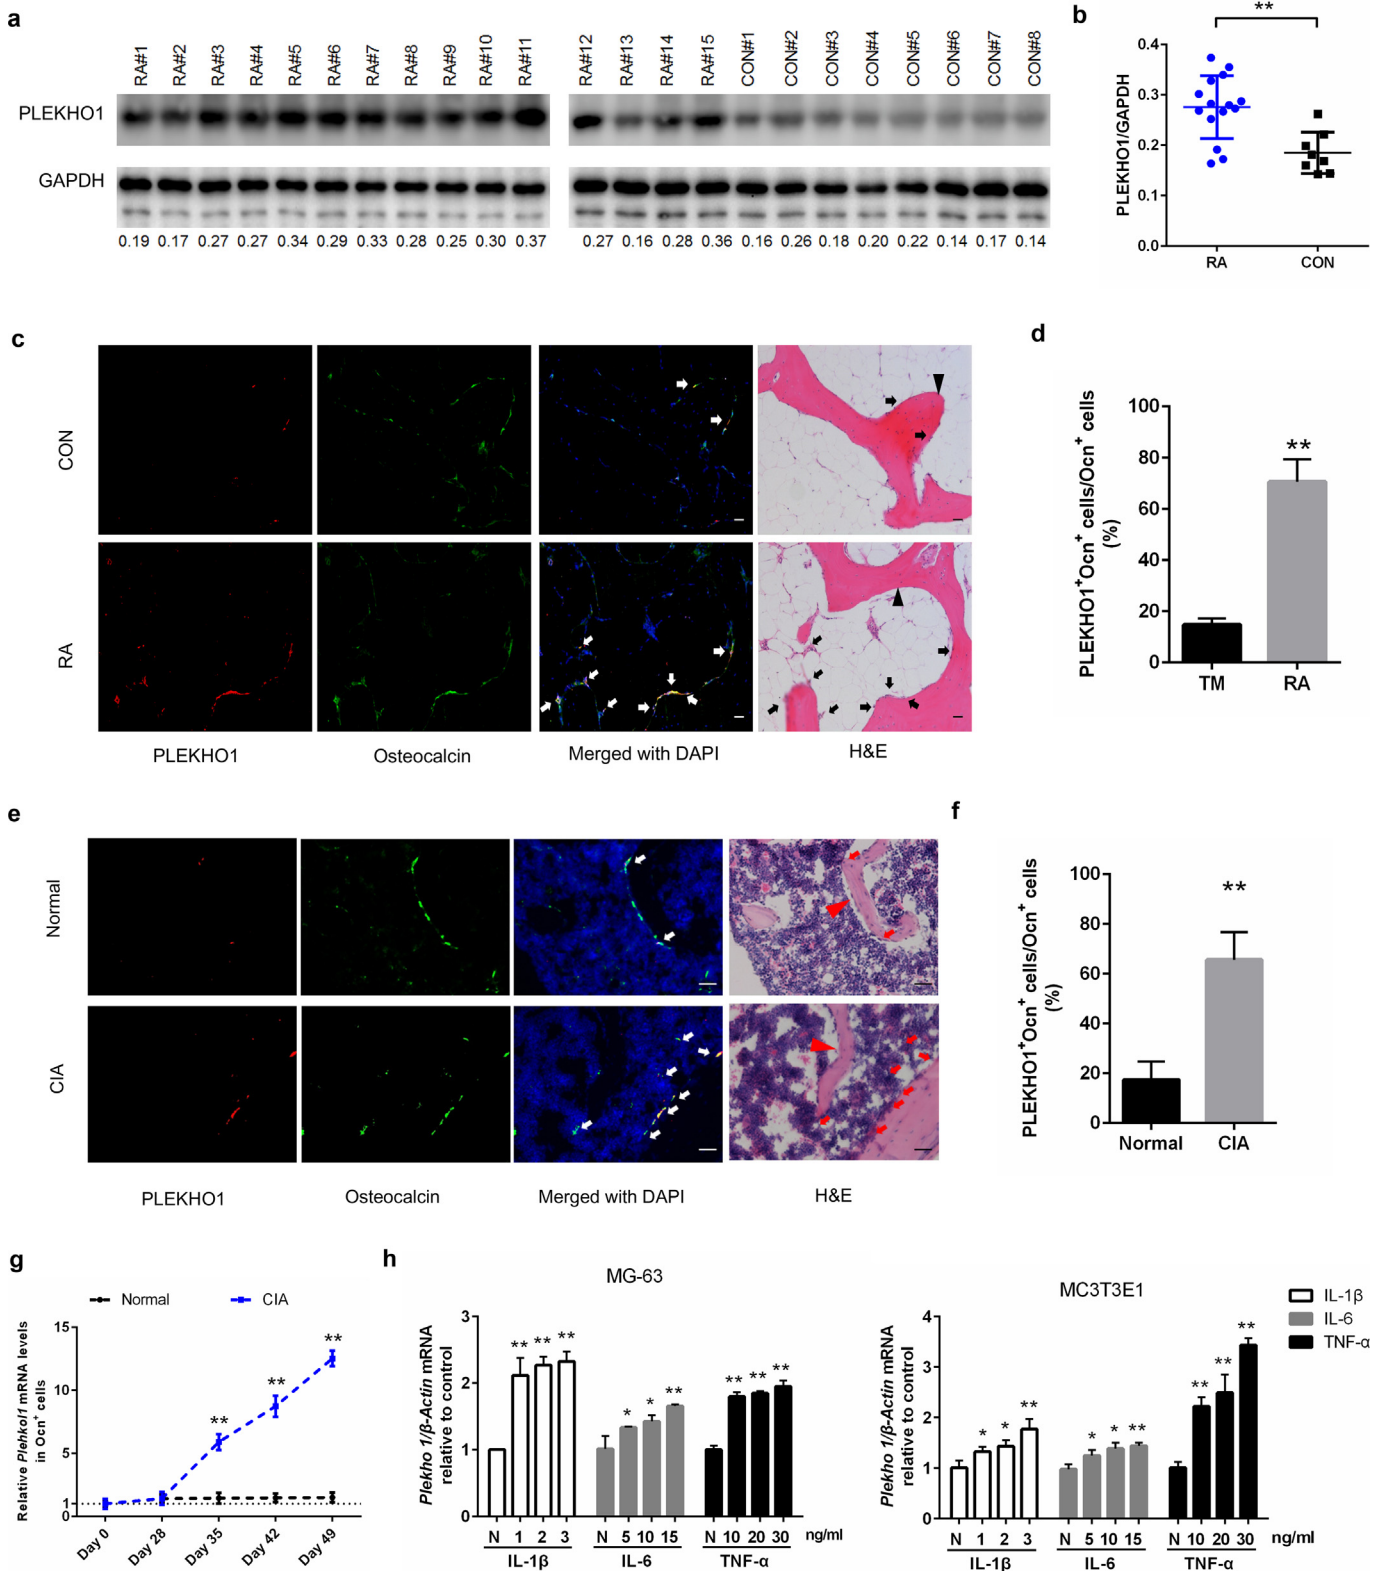 a
RA#1 RA#2 RA#3 RA#4 RA#5 RA#6 RA#7 RA#8 RA#9 RA#10 RA#11 RA#12 RA#13 RA#14 RA#15 CON#1 CON#2 CON#3 CON#4 CON#5 CON#6 CON#7 CON#8
PLEKHO1
GAPDH
0.19 0.17 0.27 0.27 0.34 0.29 0.33 0.28 0.25 0.30 0.37 0.27 0.16 0.28 0.36 0.16 0.26 0.18 0.20 0.22 0.14 0.17 0.14
b
**
PLEKHO1/GAPDH
0.4
0.3
0.2
0.1
0.0
RA CON
c
CON
RA
PLEKHO1 Osteocalcin Merged with DAPI H&E
d
PLEKHO1⁺Ocn⁺ cells/Ocn⁺ cells
(%)
100
80
60
40
20
0
**
TM RA
e
Normal
CIA
PLEKHO1 Osteocalcin Merged with DAPI H&E
f
PLEKHO1⁺Ocn⁺ cells/Ocn⁺ cells
(%)
100
80
60
40
20
0
**
Normal CIA
g
Normal CIA
Relative Plehkol1 mRNA levels
in Ocn⁺ cells
15
10
5
1
0
** ** **
Day 0 Day 28 Day 35 Day 42 Day 49
h
MG-63
Plekho 1/β-Actin mRNA
relative to control
3
2
1
0
** ** ** * * ** ** ** **
N 1 2 3 N 5 10 15 N 10 20 30 ng/ml
IL-1β IL-6 TNF-α
MC3T3E1
Plekho 1/β-Actin mRNA
relative to control
4
3
2
1
0
* * ** * * ** ** ** **
N 1 2 3 N 5 10 15 N 10 20 30 ng/ml
IL-1β IL-6 TNF-α
IL-1β
IL-6
TNF-α